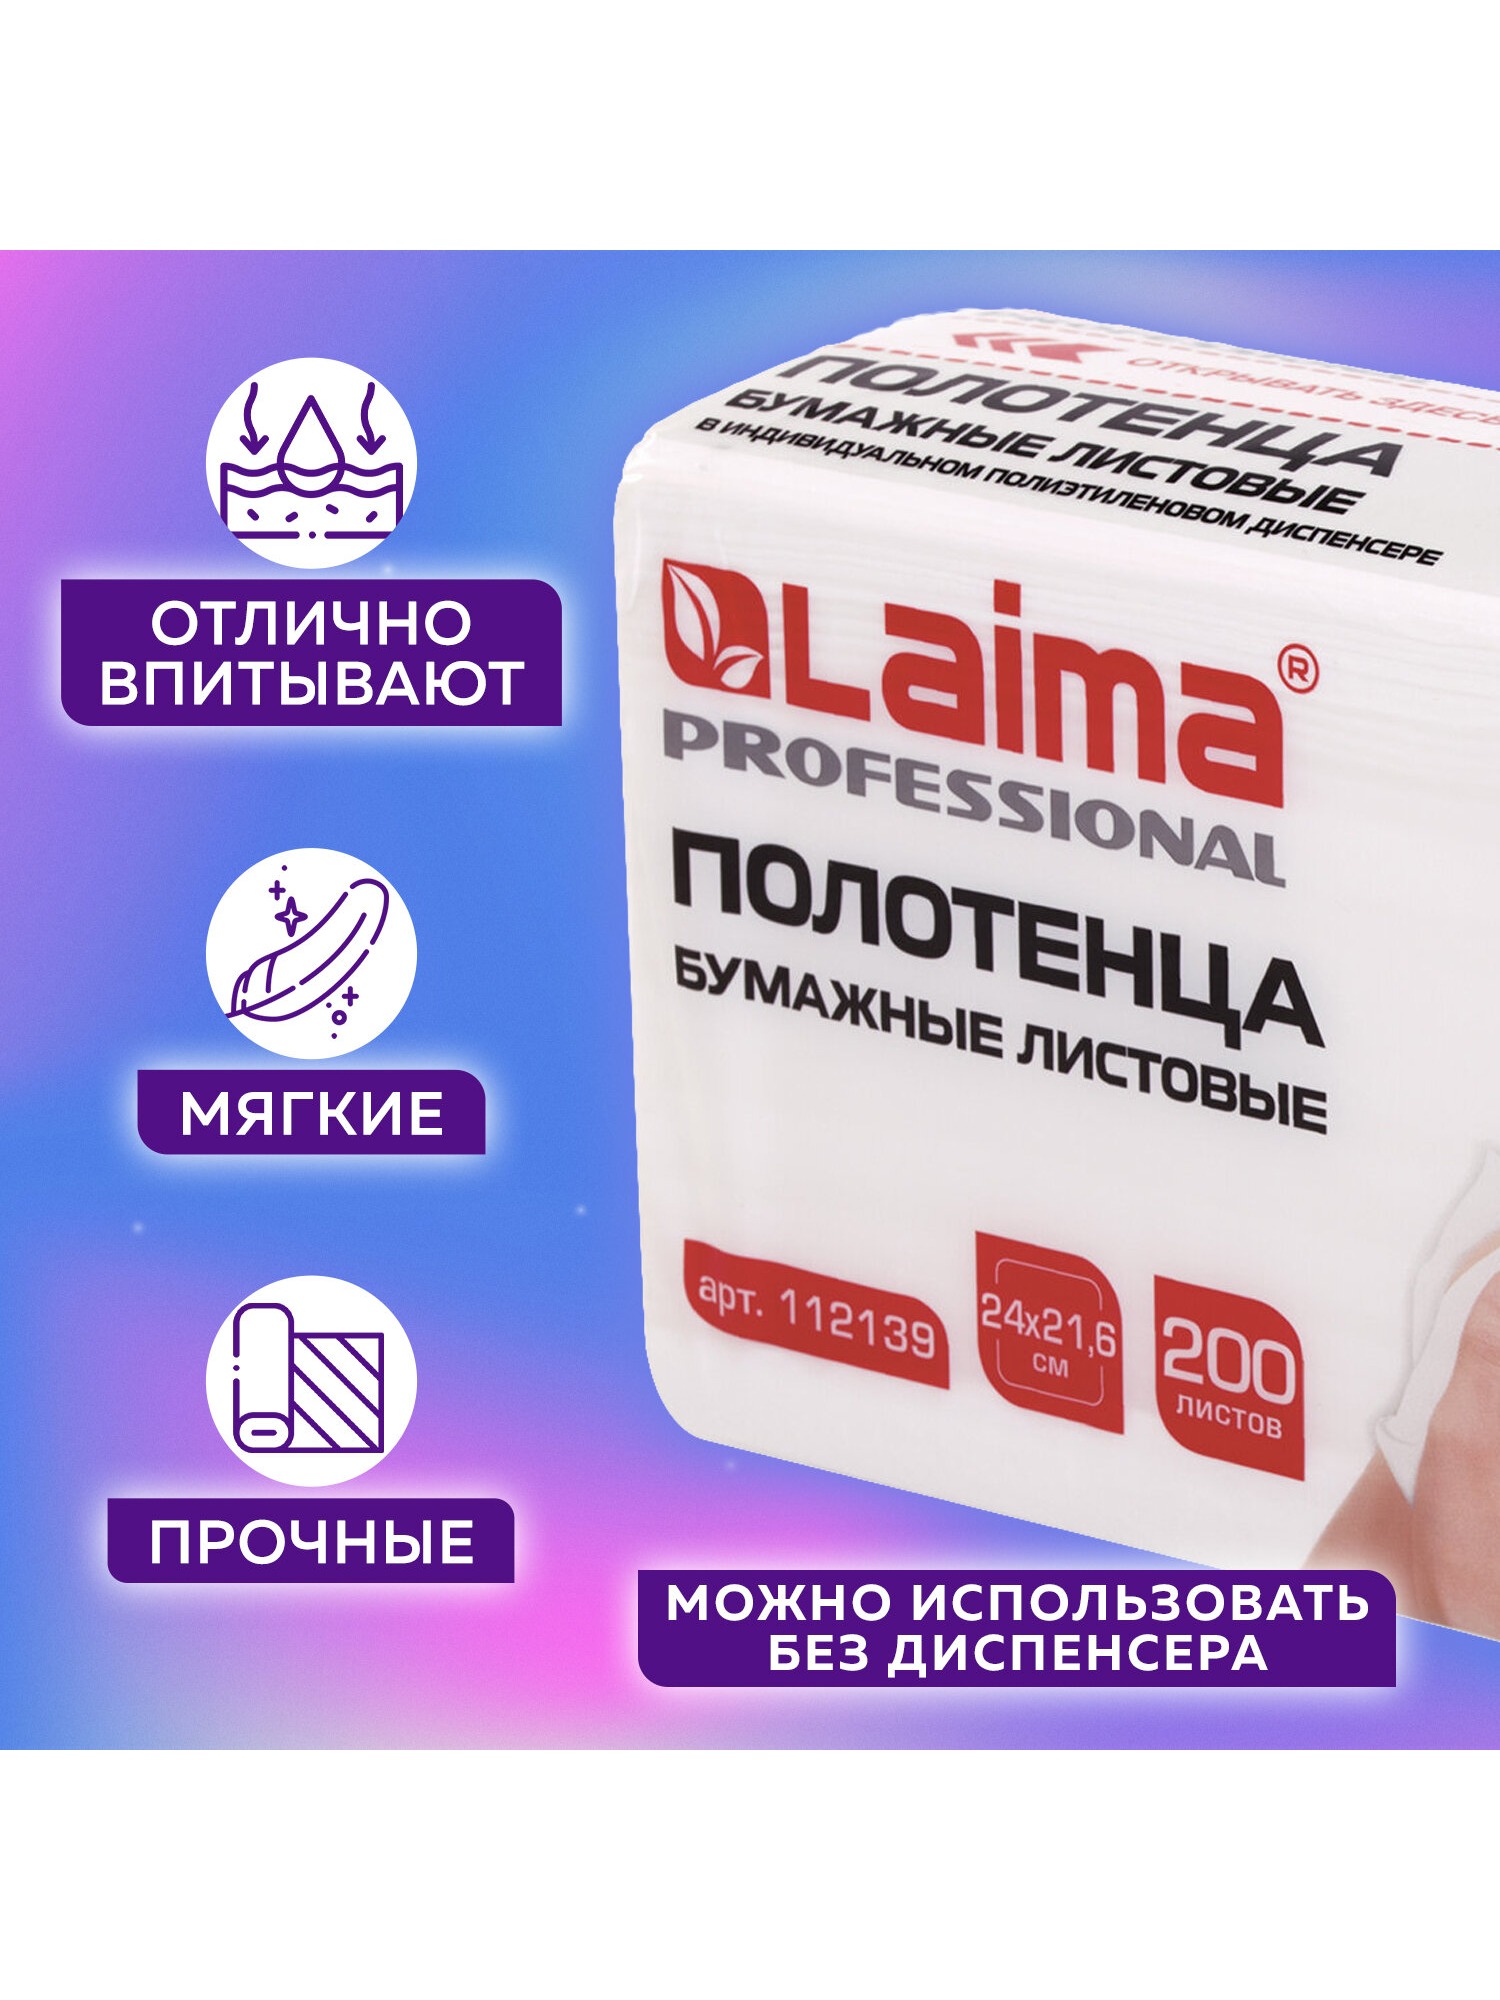 ОТЛИЧНО
ВПИТЫВАЮТ
МЯГКИЕ
ПРОЧНЫЕ
ОТКРЫВАТЬ ЗДЕСЬ
ПОЛОТЕНЦА
БУМАЖНЫЕ ЛИСТОВЫЕ
В ИНДИВИДУАЛЬНОМ ПОЛИЭТИЛЕНОВОМ ДИСПЕНСЕРЕ
Laima®
PROFESSIONAL
ПОЛОТЕНЦА
БУМАЖНЫЕ ЛИСТОВЫЕ
арт. 112139
24x21,6
см
200
ЛИСТОВ
МОЖНО ИСПОЛЬЗОВАТЬ
БЕЗ ДИСПЕНСЕРА